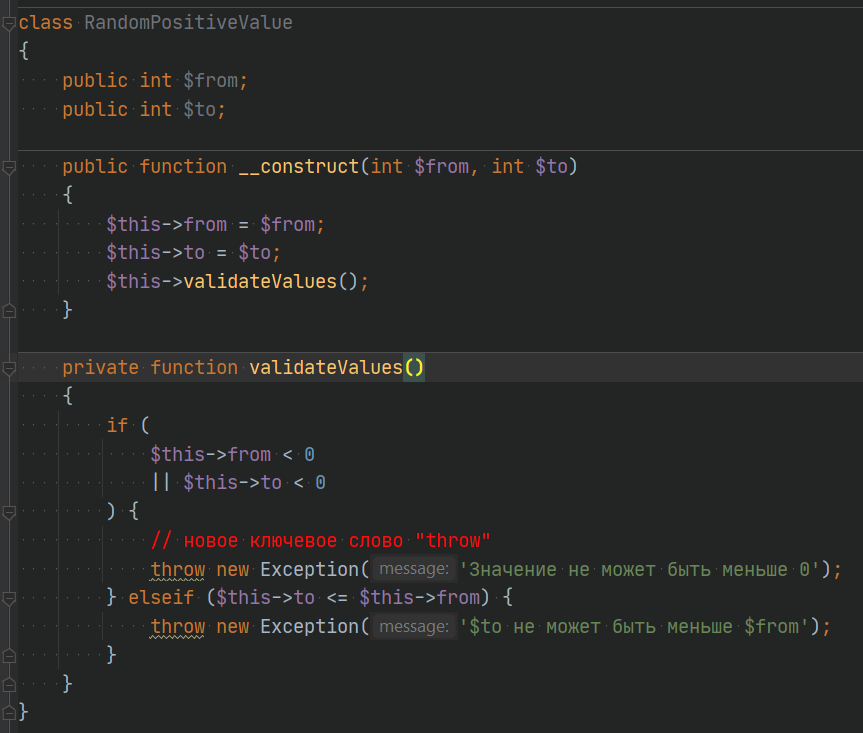 class RandomPositiveValue
{
    public int $from;
    public int $to;

    public function __construct(int $from, int $to)
    {
        $this->from = $from;
        $this->to = $to;
        $this->validateValues();
    }

    private function validateValues()
    {
        if (
            $this->from < 0
            || $this->to < 0
        ) {
            // новое ключевое слово "throw"
            throw new Exception( message: 'Значение не может быть меньше 0');
        } elseif ($this->to <= $this->from) {
            throw new Exception( message: '$to не может быть меньше $from');
        }
    }
}